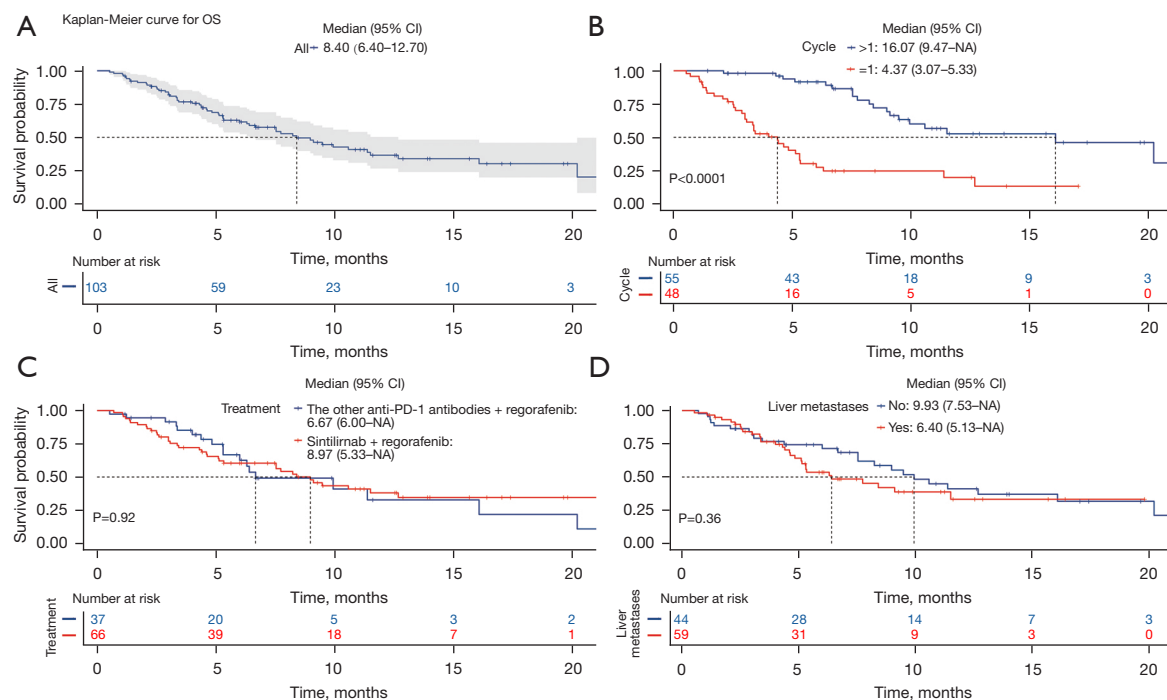 A
Kaplan-Meier curve for OS
Median (95% CI)
All 8.40 (6.40–12.70)
Survival probability
1.00
0.75
0.50
0.25
0.00
0 5 10 15 20
Time, months
Number at risk
All
103 59 23 10 3
0 5 10 15 20
Time, months
B
Median (95% CI)
Cycle >1: 16.07 (9.47–NA)
=1: 4.37 (3.07–5.33)
Survival probability
1.00
0.75
0.50
0.25
0.00
P<0.0001
0 5 10 15 20
Time, months
Number at risk
Cycle
55 43 18 9 3
48 16 5 1 0
0 5 10 15 20
Time, months
C
Median (95% CI)
Treatment The other anti-PD-1 antibodies + regorafenib:
6.67 (6.00–NA)
Sintilirnab + regorafenib:
8.97 (5.33–NA)
Survival probability
1.00
0.75
0.50
0.25
0.00
P=0.92
0 5 10 15 20
Time, months
Number at risk
Treatment
37 20 5 3 2
66 39 18 7 1
0 5 10 15 20
Time, months
D
Median (95% CI)
Liver metastases No: 9.93 (7.53–NA)
Yes: 6.40 (5.13–NA)
Survival probability
1.00
0.75
0.50
0.25
0.00
P=0.36
0 5 10 15 20
Time, months
Number at risk
Liver
metastases
44 28 14 7 3
59 31 9 3 0
0 5 10 15 20
Time, months